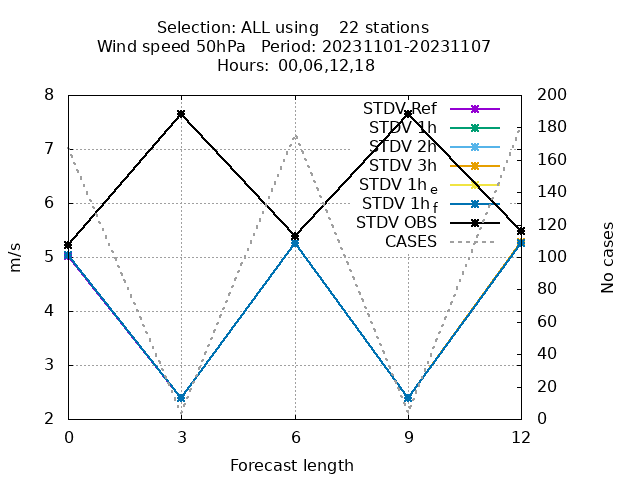 Selection: ALL using 22 stations
Wind speed 50hPa Period: 20231101-20231107
Hours: 00,06,12,18
8
7
6
5
4
3
2
m/s
200
180
160
140
120
100
80
60
40
20
0
No cases
STDV Ref
STDV 1h
STDV 2h
STDV 3h
STDV 1h e
STDV 1h f
STDV OBS
CASES
0 3 6 9 12
Forecast length